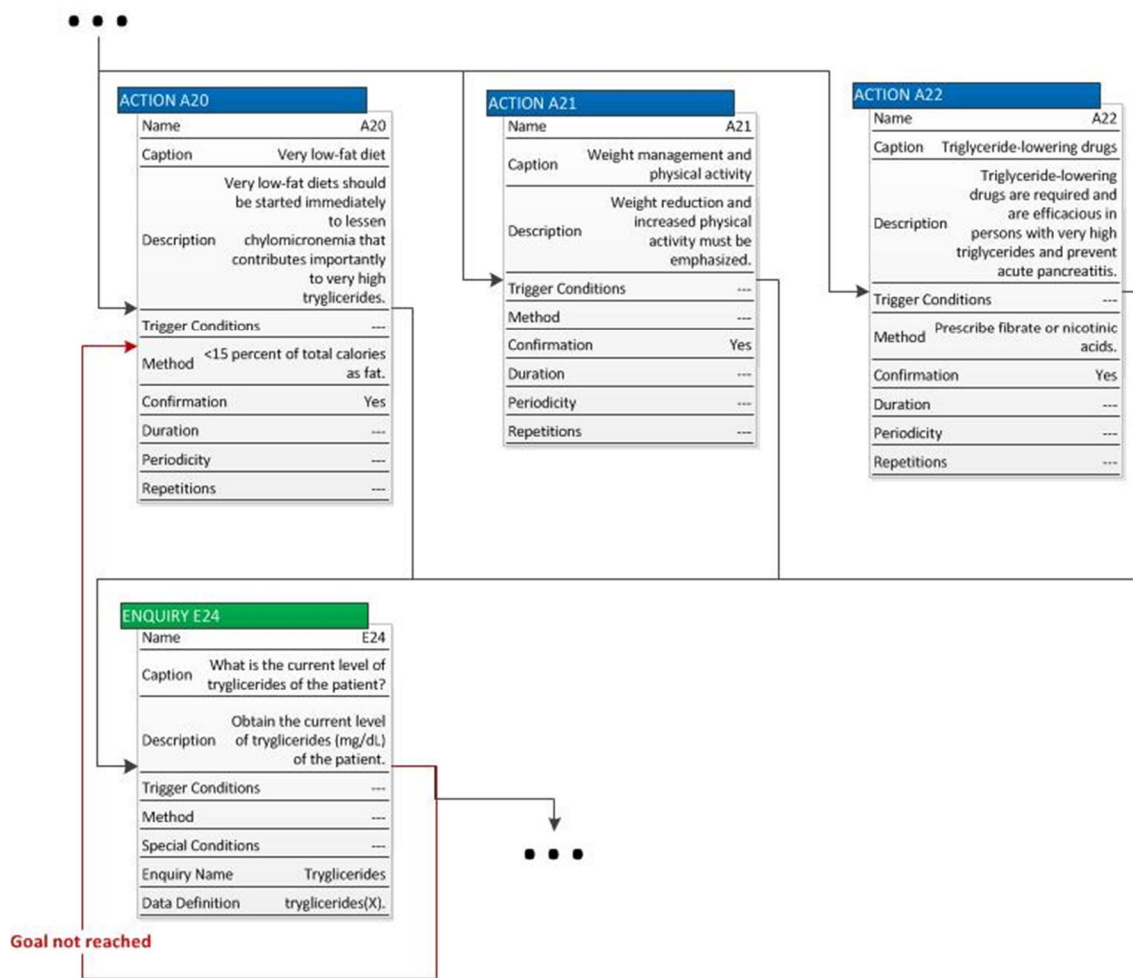 ACTION A20
Name A20
Caption Very low-fat diet
Very low-fat diets should
be started immediately
to lessen
Description chylomicronemia that
contributes importantly
to very high
tryglicerides.
Trigger Conditions ---
Method <15 percent of total calories
as fat.
Confirmation Yes
Duration ---
Periodicity ---
Repetitions ---
ACTION A21
Name A21
Caption Weight management and
physical activity
Weight reduction and
Description increased physical
activity must be
emphasized.
Trigger Conditions ---
Method ---
Confirmation Yes
Duration ---
Periodicity ---
Repetitions ---
ACTION A22
Name A22
Caption Triglyceride-lowering drugs
Triglyceride-lowering
drugs are required and
are efficacious in
Description persons with very high
triglycerides and prevent
acute pancreatitis.
Trigger Conditions ---
Method Prescribe fibrate or nicotinic
acids.
Confirmation Yes
Duration ---
Periodicity ---
Repetitions ---
ENQUIRY E24
Name E24
Caption What is the current level of
tryglicerides of the patient?
Obtain the current level
Description of tryglicerides (mg/dL)
of the patient.
Trigger Conditions ---
Method ---
Special Conditions ---
Enquiry Name Tryglicerides
Data Definition tryglicerides(X).
Goal not reached